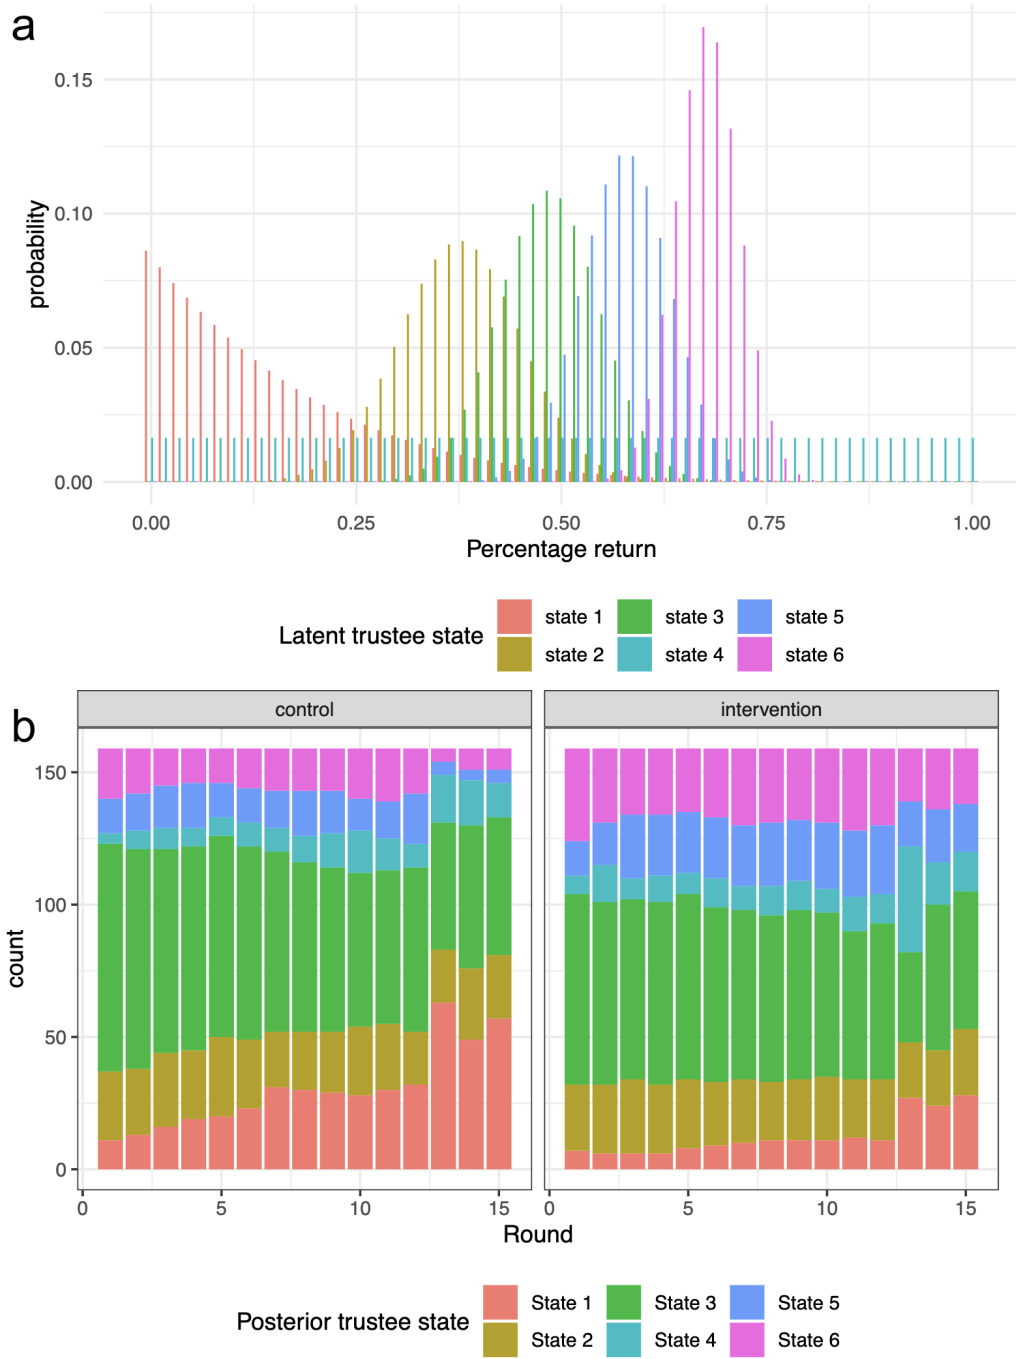 a
0.15
0.10
0.05
0.00
probability
0.00 0.25 0.50 0.75 1.00
Percentage return
Latent trustee state
state 1 state 3 state 5
state 2 state 4 state 6
b
control intervention
150
100
50
0
count
0 5 10 15 0 5 10 15
Round
Posterior trustee state
State 1 State 3 State 5
State 2 State 4 State 6